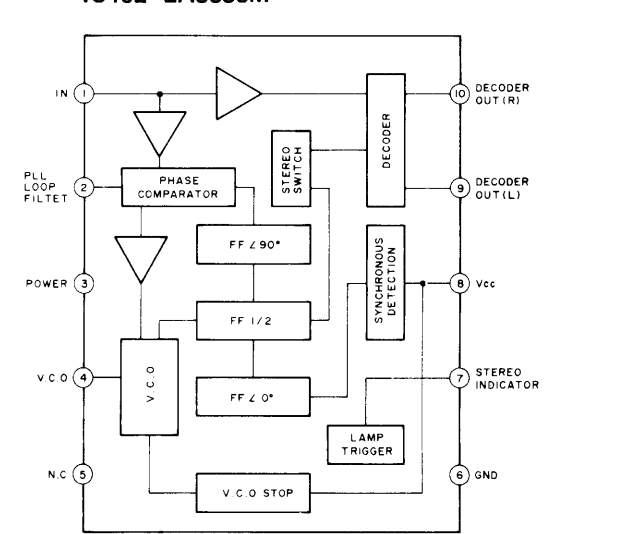 IN 1
10 DECODER
OUT (R)
DECODER
STEREO
SWITCH
PLL
LOOP
FILTET
2
PHASE
COMPARATOR
9 DECODER
OUT (L)
FF ∠ 90°
SYNCHRONOUS
DETECTION
POWER 3
8 Vcc
FF 1/2
V.C.O 4
V.C.O
FF ∠ 0°
7 STEREO
INDICATOR
LAMP
TRIGGER
N.C 5
V.C.O STOP
6 GND